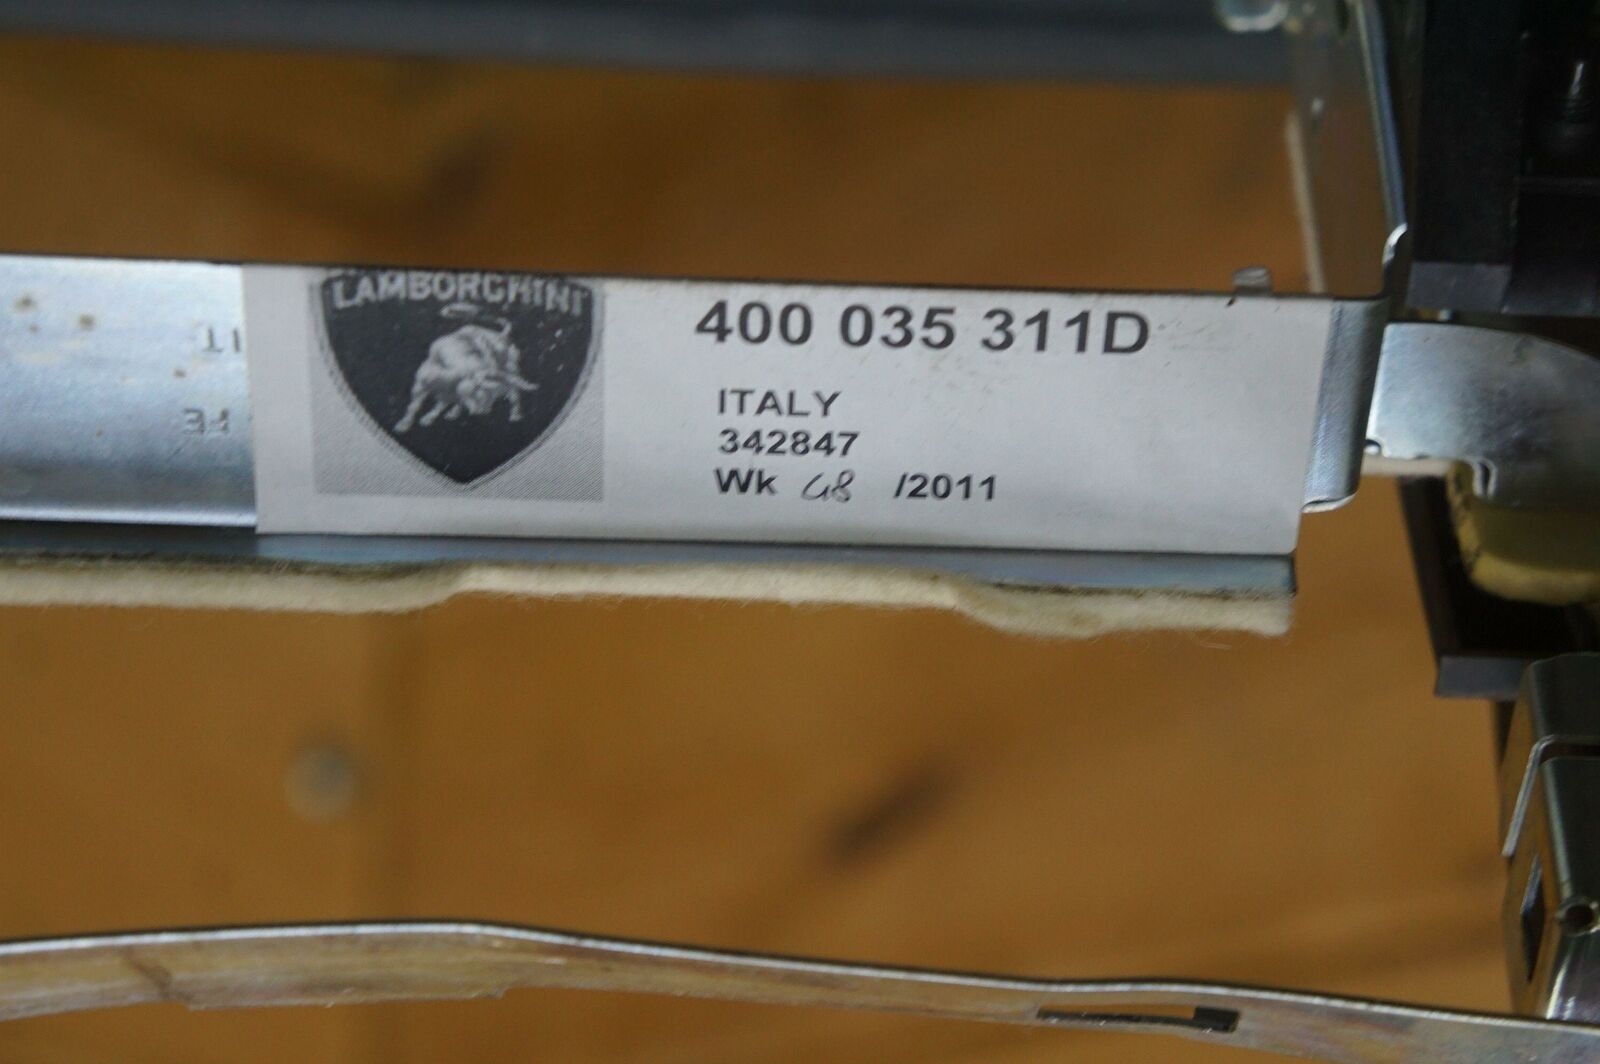 LAMBORGHINI
400 035 311D
ITALY
342847
Wk 48 /2011